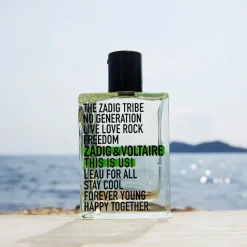 THE ZADIG TRIBE
NO GENERATION
LIVE LOVE ROCK
FREEDOM
ZADIG & VOLTAIRE
THIS IS US!
L'EAU FOR ALL
STAY COOL
FOREVER YOUNG
HAPPY TOGETHER